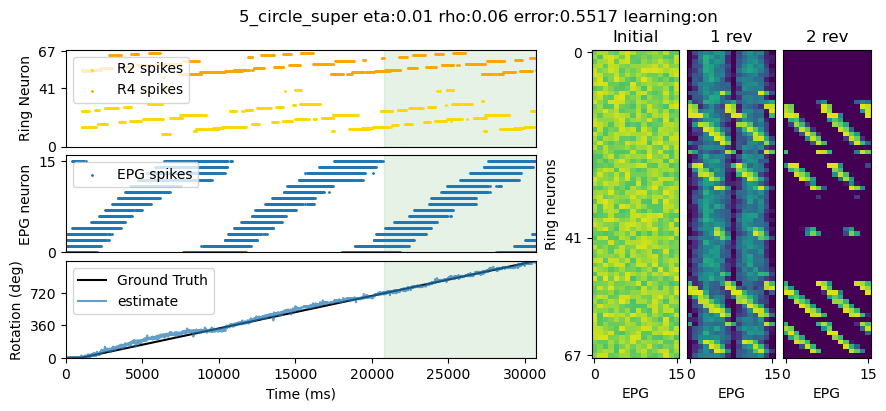 5_circle_super eta:0.01 rho:0.06 error:0.5517 learning:on
Ring Neuron
67
41
0
R2 spikes
R4 spikes
EPG neuron
15
0
EPG spikes
Rotation (deg)
720
360
0
Ground Truth
estimate
0 5000 10000 15000 20000 25000 30000
Time (ms)
Initial 1 rev 2 rev
Ring neurons
0
41
67
0 15 0 15 0 15
EPG EPG EPG